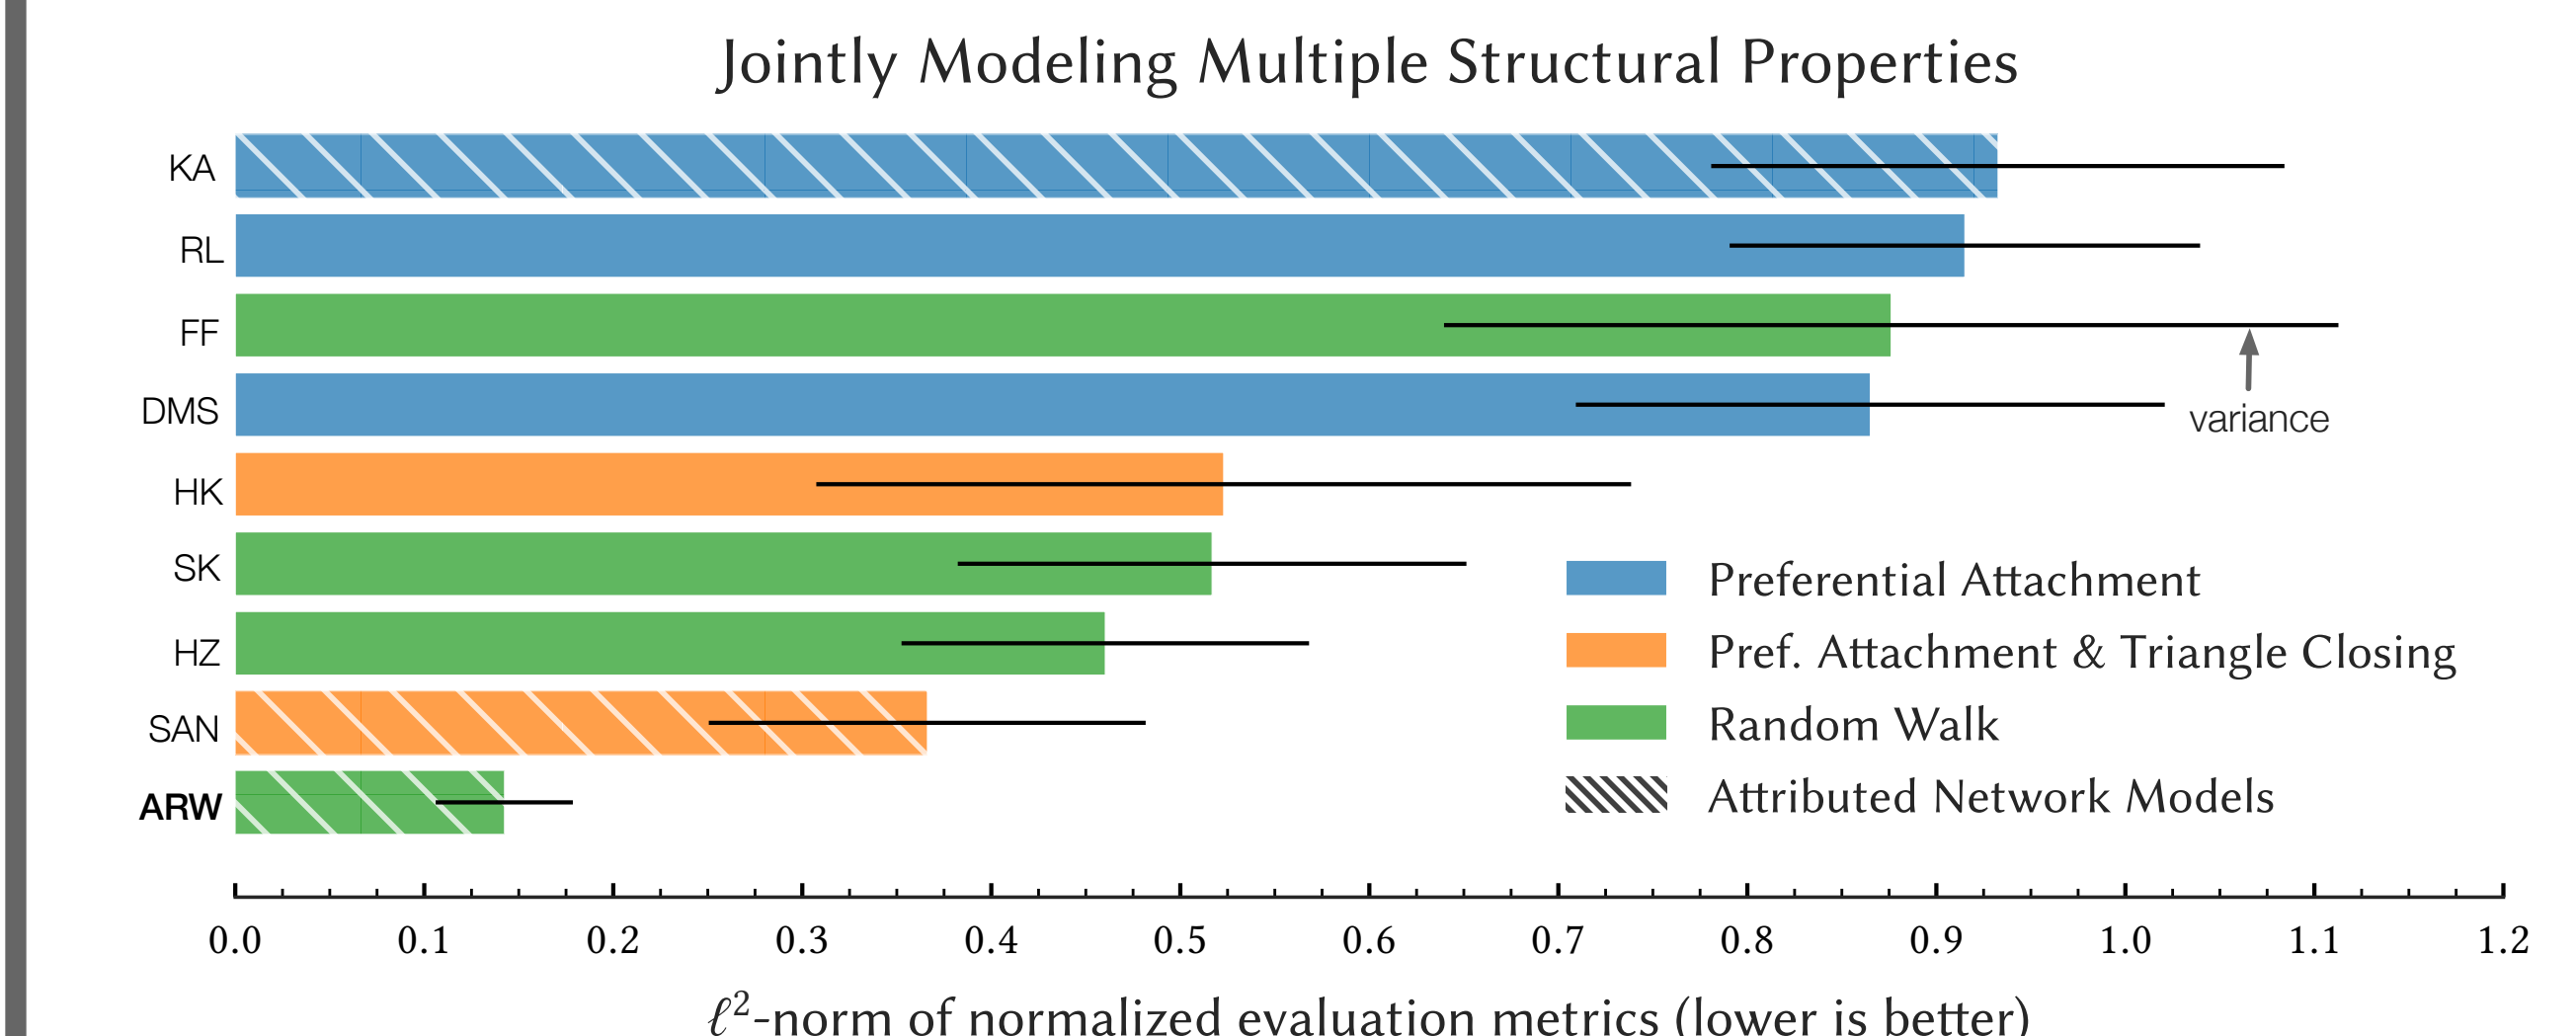 Jointly Modeling Multiple Structural Properties
KA
RL
FF
DMS
variance
HK
SK
HZ
SAN
ARW
Preferential Attachment
Pref. Attachment & Triangle Closing
Random Walk
Attributed Network Models
0.0 0.1 0.2 0.3 0.4 0.5 0.6 0.7 0.8 0.9 1.0 1.1 1.2
ℓ²-norm of normalized evaluation metrics (lower is better)